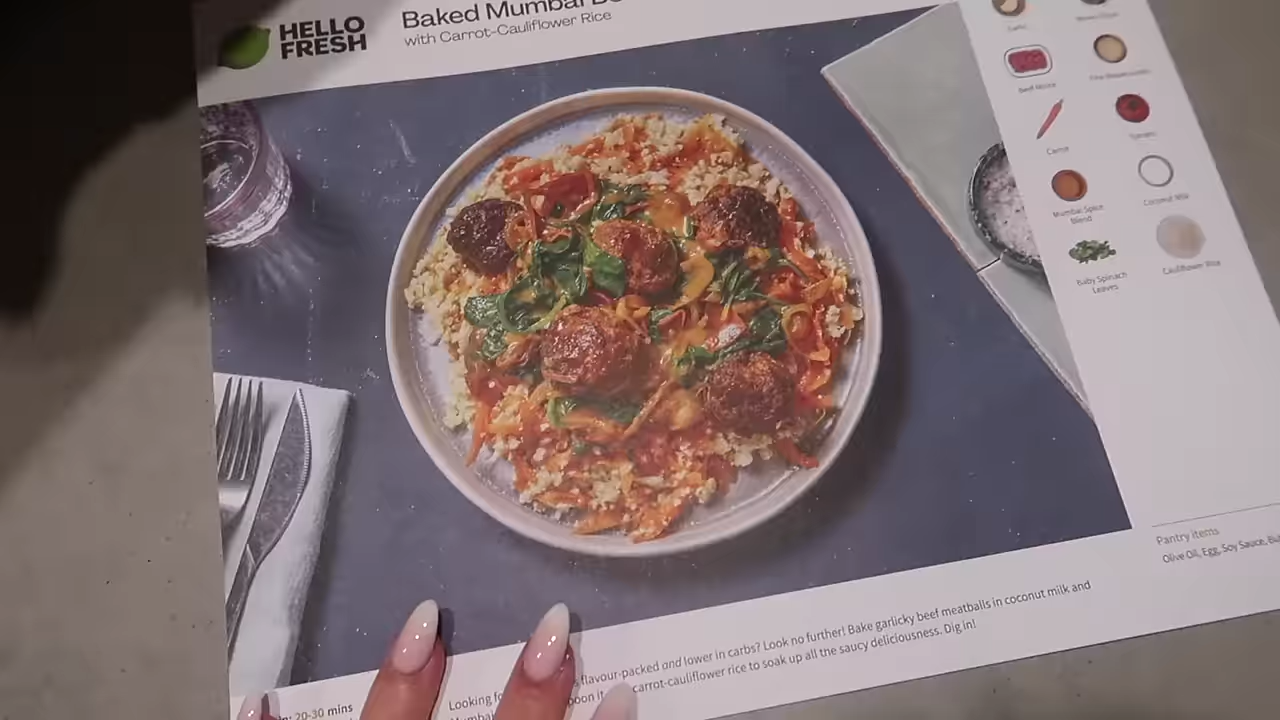 HELLO
FRESH
Baked Mumbai
with Carrot-Cauliflower Rice
Beef Mince
Carrot
Tomato
Mumbai Spice
Blend
Coconut Milk
Baby Spinach
Leaves
Cauliflower Rice
Pantry items
Olive Oil, Egg, Soy Sauce,
20-30 mins
Looking flavour-packed and lower in carbs? Look no further! Bake garlicky beef meatballs in coconut milk and
carrot-cauliflower rice to soak up all the saucy deliciousness. Dig in!